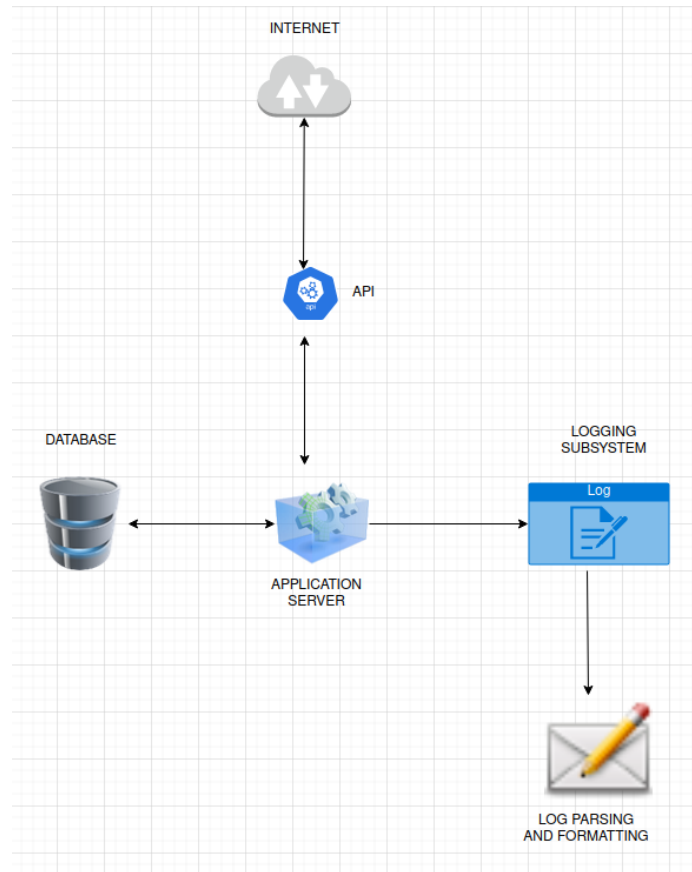 INTERNET
API
api
DATABASE
LOGGING
SUBSYSTEM
Log
APPLICATION
SERVER
LOG PARSING
AND FORMATTING